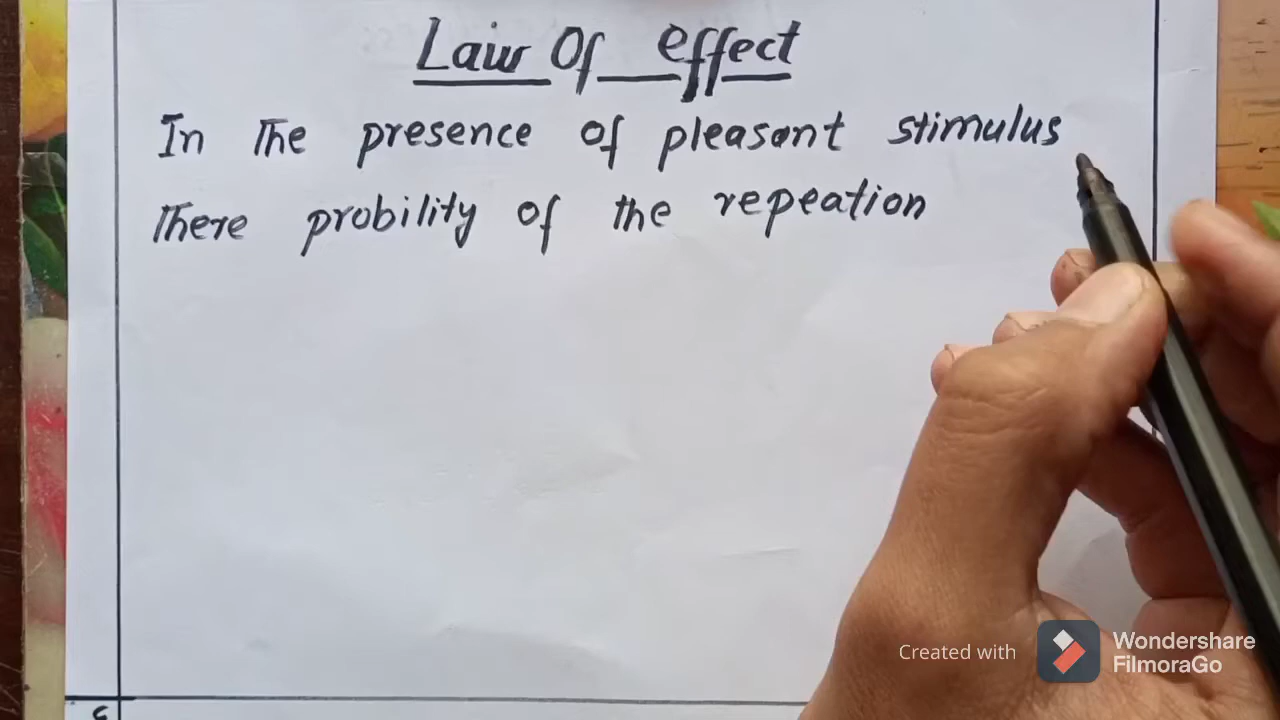 Law Of effect
In The presence of pleasant stimulus
There probility of the repeation
Created with
Wondershare
FilmoraGo